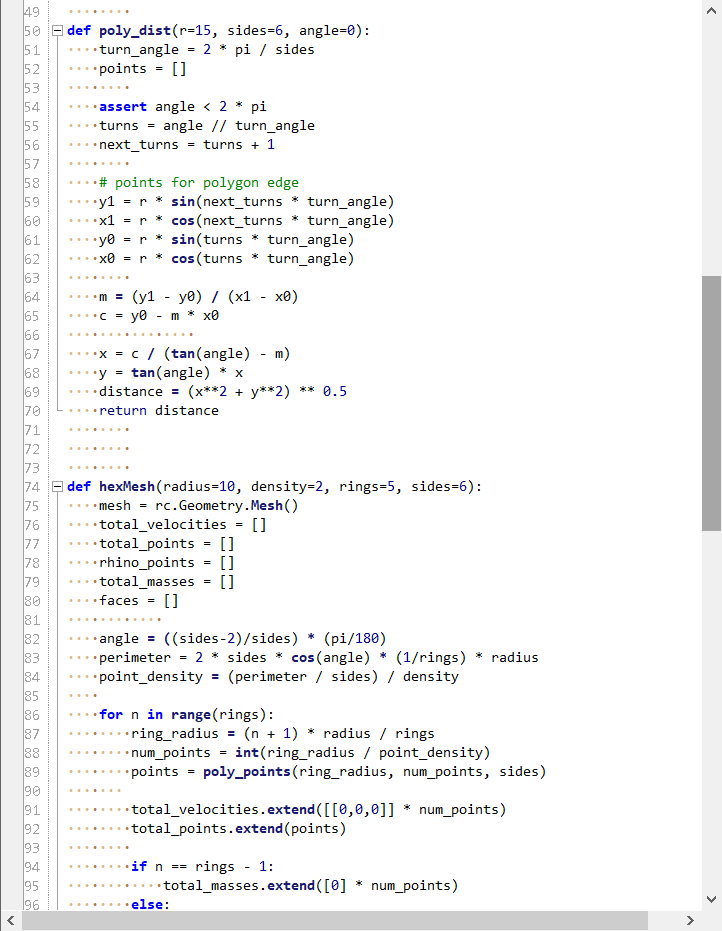 49
50 def poly_dist(r=15, sides=6, angle=0):
51 turn_angle = 2 * pi / sides
52 points = []
53
54 assert angle < 2 * pi
55 turns = angle // turn_angle
56 next_turns = turns + 1
57
58 # points for polygon edge
59 y1 = r * sin(next_turns * turn_angle)
60 x1 = r * cos(next_turns * turn_angle)
61 y0 = r * sin(turns * turn_angle)
62 x0 = r * cos(turns * turn_angle)
63
64 m = (y1 - y0) / (x1 - x0)
65 c = y0 - m * x0
66
67 x = c / (tan(angle) - m)
68 y = tan(angle) * x
69 distance = (x**2 + y**2) ** 0.5
70 return distance
71
72
73
74 def hexMesh(radius=10, density=2, rings=5, sides=6):
75 mesh = rc.Geometry.Mesh()
76 total_velocities = []
77 total_points = []
78 rhino_points = []
79 total_masses = []
80 faces = []
81
82 angle = ((sides-2)/sides) * (pi/180)
83 perimeter = 2 * sides * cos(angle) * (1/rings) * radius
84 point_density = (perimeter / sides) / density
85
86 for n in range(rings):
87 ring_radius = (n + 1) * radius / rings
88 num_points = int(ring_radius / point_density)
89 points = poly_points(ring_radius, num_points, sides)
90
91 total_velocities.extend([[0,0,0]] * num_points)
92 total_points.extend(points)
93
94 if n == rings - 1:
95 total_masses.extend([0] * num_points)
96 else: